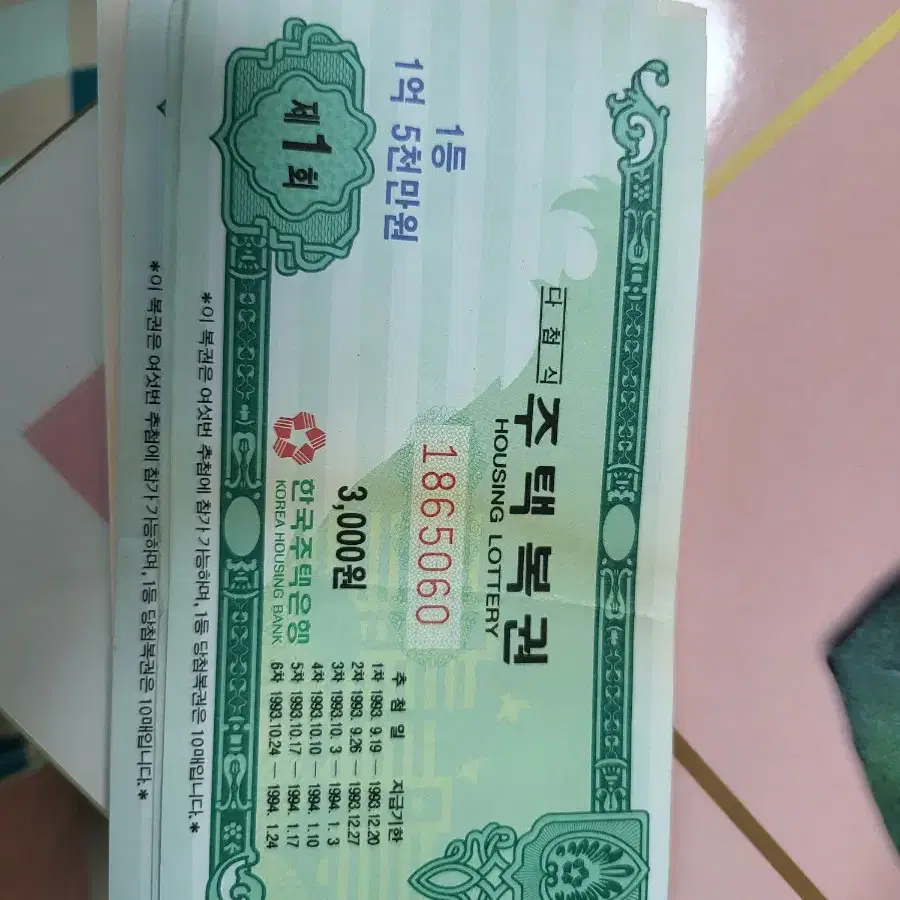 제1회
1등
1억 5천만원
다첨식
주택복권
HOUSING LOTTERY
1865060
3,000원
한국주택은행
KOREA HOUSING BANK
추첨일 지급기한
1차 1993. 9.19 — 1993.12.20
2차 1993. 9.26 — 1993.12.27
3차 1993.10. 3 — 1994. 1. 3
4차 1993.10.10 — 1994. 1.10
5차 1993.10.17 — 1994. 1.17
6차 1993.10.24 — 1994. 1.24
*이 복권은 여섯번 추첨에 참가 가능하며, 1등 당첨복권은 10매입니다.*
*이 복권은 여섯번 추첨에 참가 가능하며, 1등 당첨복권은 10매입니다.*